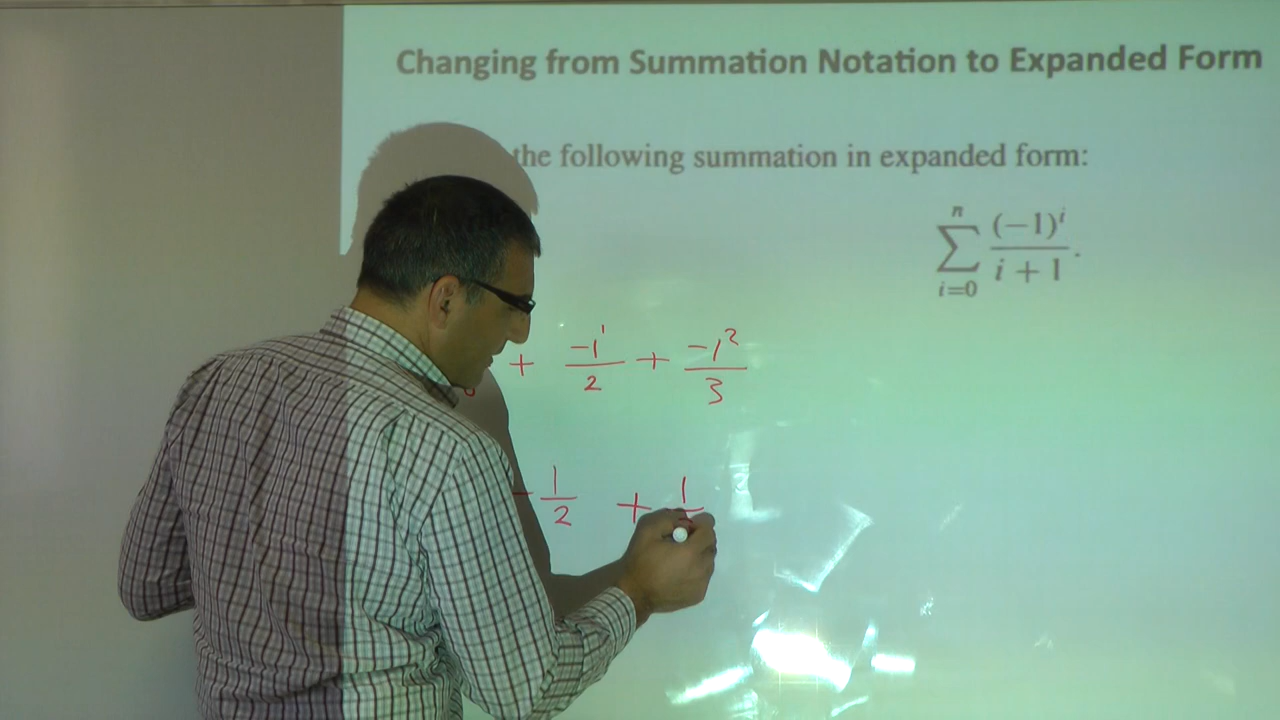 Changing from Summation Notation to Expanded Form
the following summation in expanded form:
n
∑ (−1)^i / (i + 1).
i=0
+ −1^1 / 2 + −1^2 / 3
− 1/2 + 1